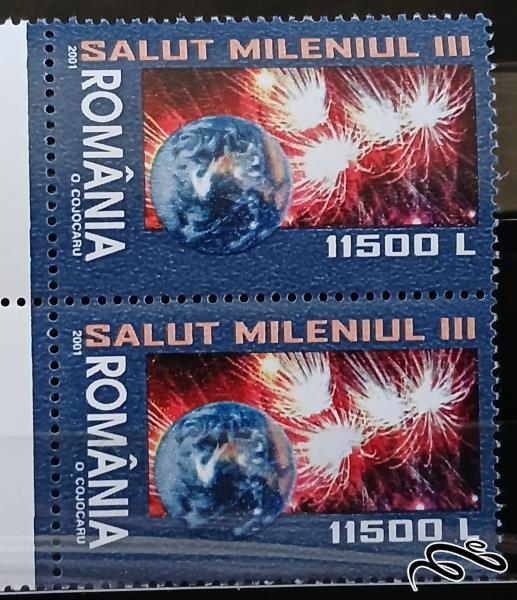 SALUT MILENIUL III
2001
ROMÂNIA
O. COJOCARU
11500 L
SALUT MILENIUL III
2001
ROMÂNIA
O. COJOCARU
11500 L